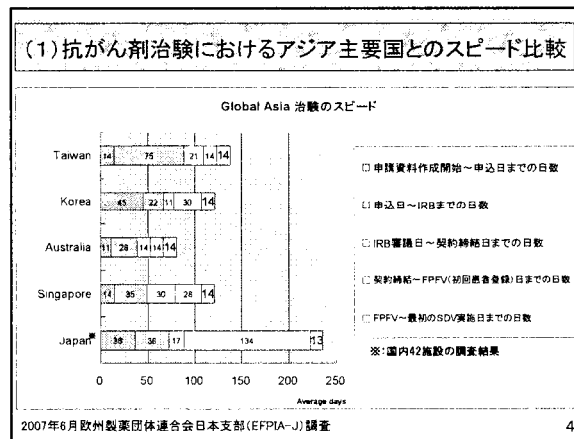 (1)抗がん剤治験におけるアジア主要国とのスピード比較
Global Asia 治験のスピード
Taiwan 14 75 21 14 14
Korea 45 22 11 30 14
Australia 11 28 14 14 14
Singapore 14 35 30 28 14
Japan※ 36 17 134 13
0 50 100 150 200 250
Average days
申請資料作成開始~申込日までの日数
申込日~IRBまでの日数
IRB審議日~契約締結日までの日数
契約締結~FPFV(初回患者登録)日までの日数
FPFV~最初のSDV実施日までの日数
※:国内42施設の調査結果
2007年6月欧州製薬団体連合会日本支部(EFPIA-J)調査
4